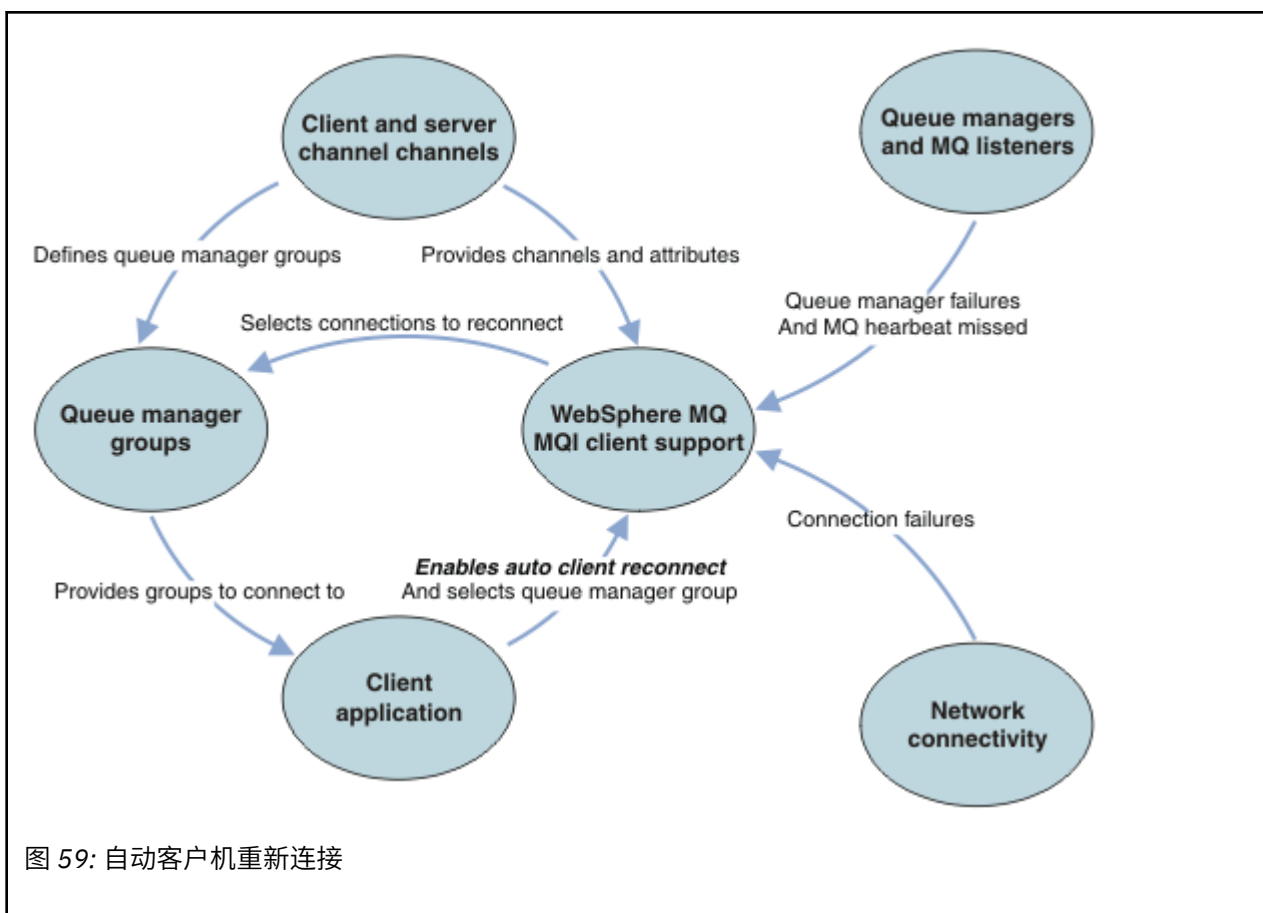 Client and server
channel channels
Queue managers
and MQ listeners
Defines queue manager groups
Provides channels and attributes
Queue manager failures
And MQ hearbeat missed
Selects connections to reconnect
Queue manager
groups
WebSphere MQ
MQI client support
Connection failures
Enables auto client reconnect
And selects queue manager group
Provides groups to connect to
Client
application
Network
connectivity
图 59: 自动客户机重新连接